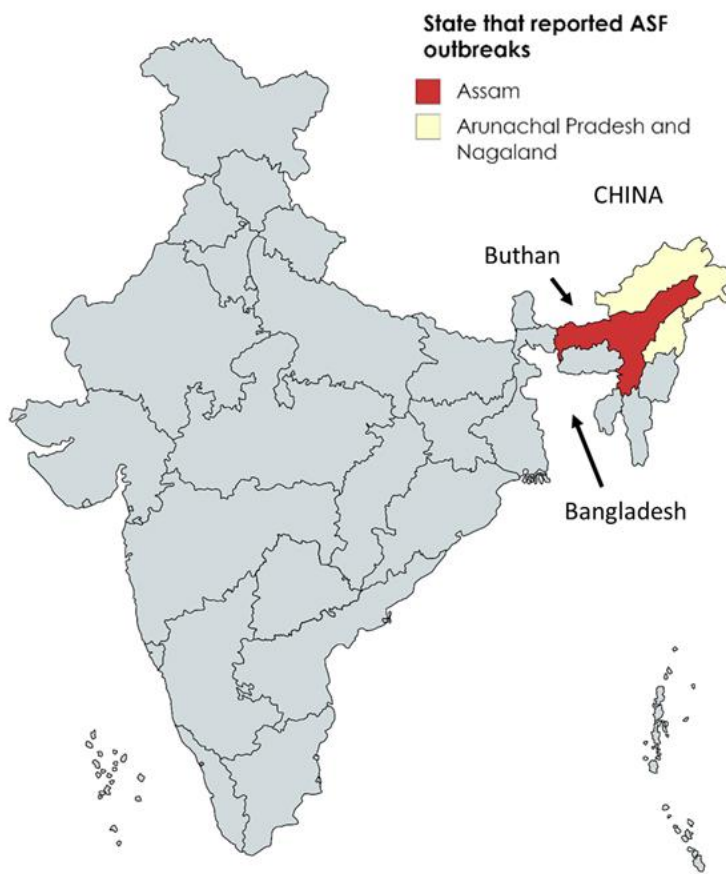 State that reported ASF
outbreaks
Assam
Arunachal Pradesh and
Nagaland
CHINA
Buthan
Bangladesh